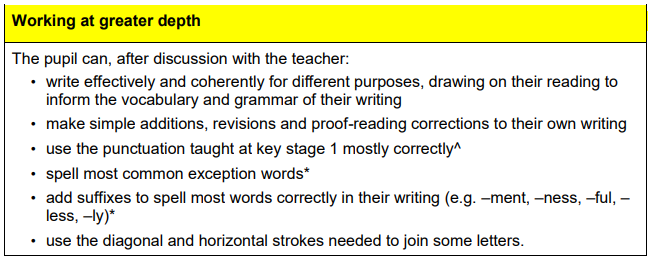 Working at greater depth
The pupil can, after discussion with the teacher:
• write effectively and coherently for different purposes, drawing on their reading to
inform the vocabulary and grammar of their writing
• make simple additions, revisions and proof-reading corrections to their own writing
• use the punctuation taught at key stage 1 mostly correctly^
• spell most common exception words*
• add suffixes to spell most words correctly in their writing (e.g. –ment, –ness, –ful, –
less, –ly)*
• use the diagonal and horizontal strokes needed to join some letters.